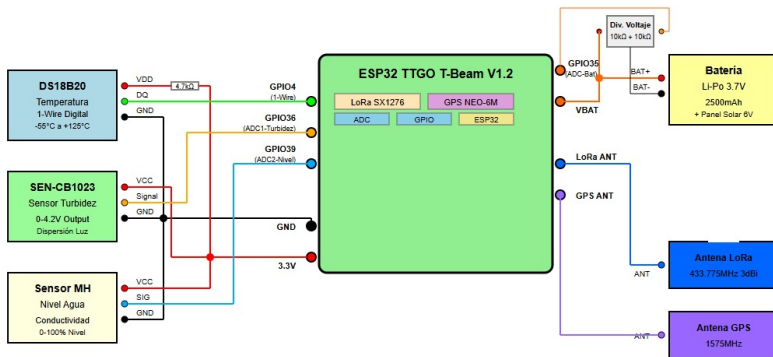 DS18B20
Temperatura
1-Wire Digital
-55°C a +125°C
VDD
DQ
GND
4.7kΩ
SEN-CB1023
Sensor Turbidez
0-4.2V Output
Dispersión Luz
VCC
Signal
GND
Sensor MH
Nivel Agua
Conductividad
0-100% Nivel
VCC
SIG
GND
GPIO4
(1-Wire)
GPIO36
(ADC1-Turbidez)
GPIO39
(ADC2-Nivel)
GND
3.3V
ESP32 TTGO T-Beam V1.2
LoRa SX1276
GPS NEO-6M
ADC
GPIO
ESP32
GPIO35
(ADC-Bat)
VBAT
LoRa ANT
GPS ANT
Div. Voltaje
10kΩ + 10kΩ
BAT+
BAT-
Batería
Li-Po 3.7V
2500mAh
+ Panel Solar 6V
ANT
Antena LoRa
433.775MHz 3dBi
ANT
Antena GPS
1575MHz